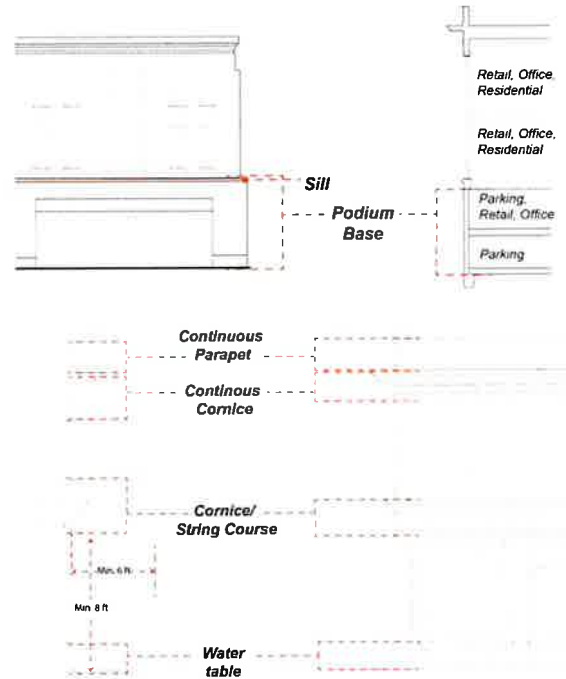 Retail, Office,
Residential
Retail, Office,
Residential
Sill
Parking,
Retail, Office
Podium
Base
Parking
Continuous
Parapet
Continous
Cornice
Cornice/
String Course
Min. 6 ft
Min. 8 ft
Water
table